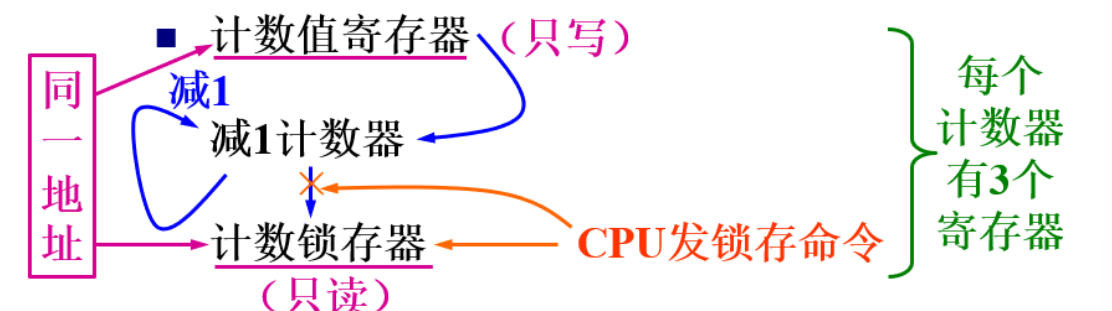 ■ 计数值寄存器（只写）
减1
减1计数器
计数锁存器
（只读）
同一地址
CPU发锁存命令
每个
计数器
有3个
寄存器